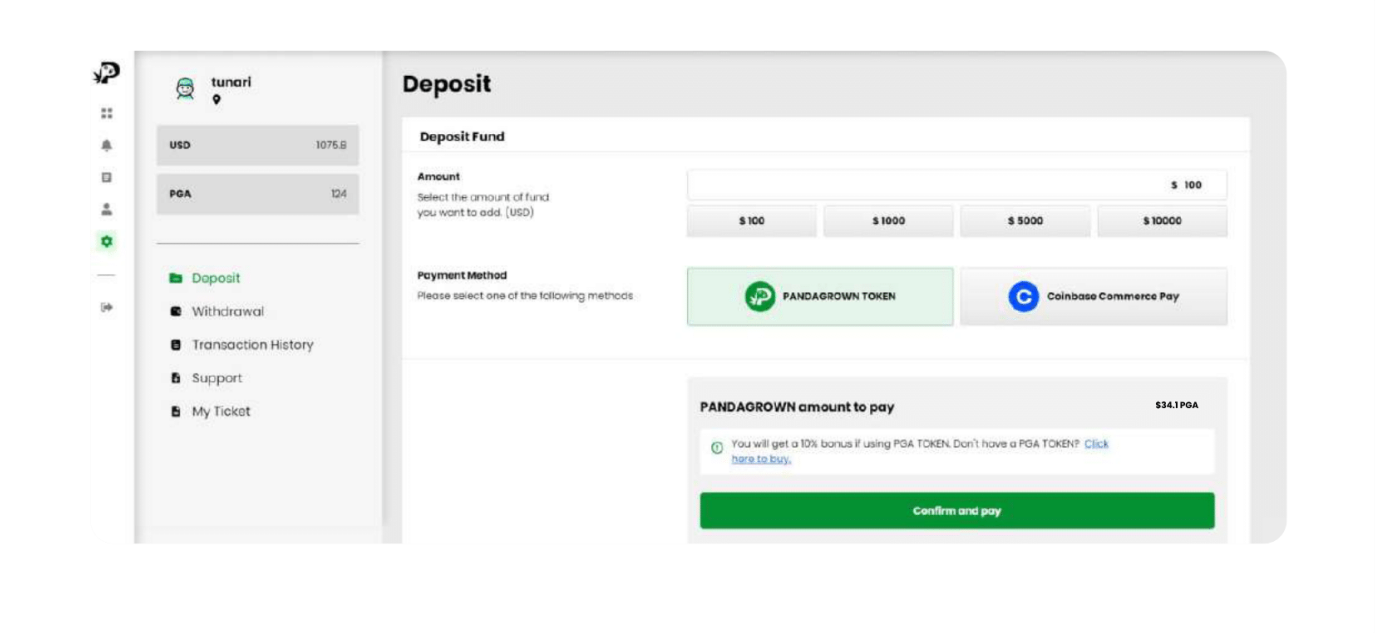 tunari
USD 1075.8
PGA 124
Deposit
Withdrawal
Transaction History
Support
My Ticket
Deposit
Deposit Fund
Amount
Select the amount of fund
you want to add. (USD)
$ 100
$ 100
$ 1000
$ 5000
$ 10000
Payment Method
Please select one of the following methods
PANDAGROWN TOKEN
Coinbase Commerce Pay
PANDAGROWN amount to pay
$34.1 PGA
You will get a 10% bonus if using PGA TOKEN. Don't have a PGA TOKEN? Click
here to buy.
Confirm and pay